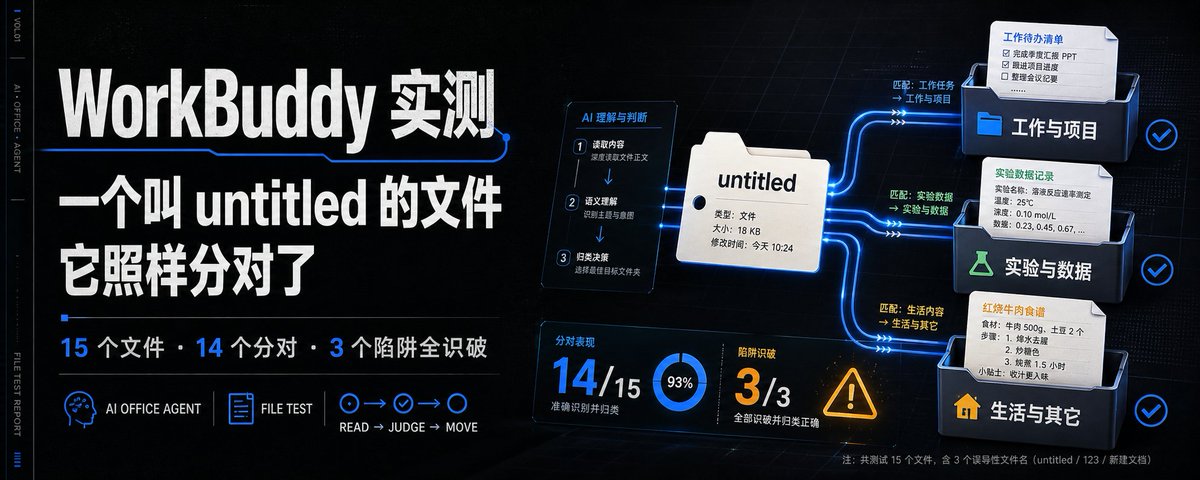 VOL.01
AI • OFFICE • AGENT
FILE TEST REPORT
WorkBuddy 实测
一个叫 untitled 的文件
它照样分对了
15 个文件 · 14 个分对 · 3 个陷阱全识破
AI OFFICE AGENT
FILE TEST
READ → JUDGE → MOVE
AI 理解与判断
1 读取内容
深度读取文件正文
2 语义理解
识别主题与意图
3 归类决策
选择最佳目标文件夹
untitled
类型：文件
大小：18 KB
修改时间：今天 10:24
匹配：工作任务
→ 工作与项目
匹配：实验数据
→ 实验与数据
匹配：生活内容
→ 生活与其它
工作待办清单
完成季度汇报 PPT
跟进项目进度
整理会议纪要
......
工作与项目
实验数据记录
实验名称：溶液反应速率测定
温度：25℃
浓度：0.10 mol/L
数据：0.23, 0.45, 0.67, ...
实验与数据
红烧牛肉食谱
食材：牛肉 500g、土豆 2 个
步骤：1. 焯水去腥
2. 炒糖色
3. 炖煮 1.5 小时
小贴士：收汁更入味
生活与其它
分对表现
14/15
准确识别并归类
93%
陷阱识破
3/3
全部识破并归类正确
注：共测试 15 个文件，含 3 个误导性文件名（untitled / 123 / 新建文档）